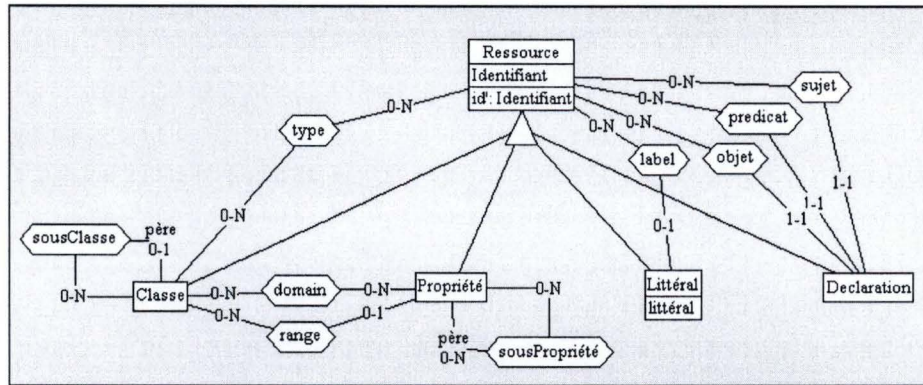 Ressource
Identifiant
id': Identifiant
0-N
sujet
0-N
predicat
0-N
0-N
type
label
objet
1-1
0-N
0-1
1-1
1-1
père
sousClasse
0-1
0-N
Classe
0-N
domain
0-N
Propriété
0-N
Littéral
Declaration
0-N
range
0-1
littéral
père
0-N
sousPropriété